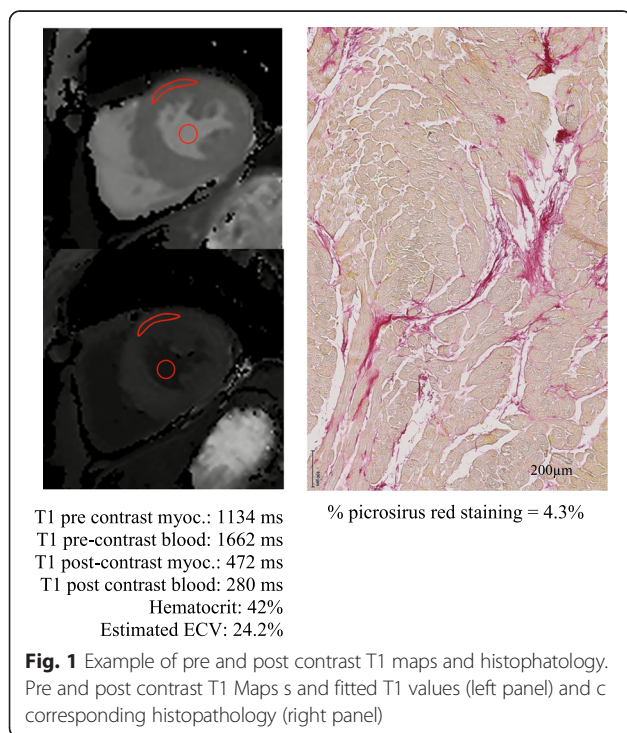 200µm
T1 pre contrast myoc.: 1134 ms
T1 pre-contrast blood: 1662 ms
T1 post-contrast myoc.: 472 ms
T1 post contrast blood: 280 ms
Hematocrit: 42%
Estimated ECV: 24.2%
% picrosirus red staining = 4.3%
Fig. 1 Example of pre and post contrast T1 maps and histophatology.
Pre and post contrast T1 Maps s and fitted T1 values (left panel) and c
corresponding histopathology (right panel)